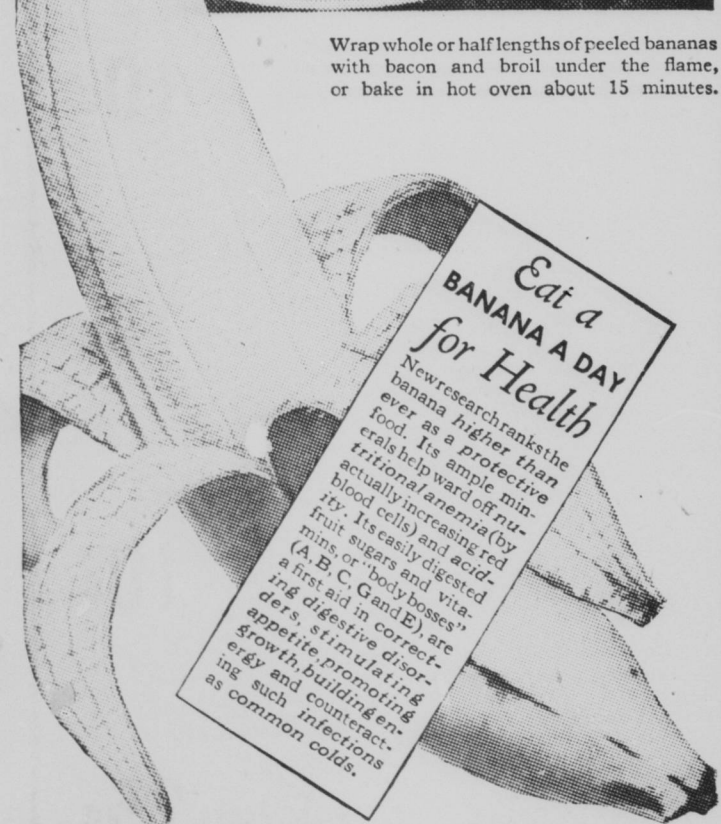 Wrap whole or half lengths of peeled bananas
with bacon and broil under the flame,
or bake in hot oven about 15 minutes.
Eat a
BANANA A DAY
for Health
New research ranks the
banana higher than
ever as a protective
food. Its ample min-
erals help ward off nu-
tritional anemia (by
actually increasing red
blood cells) and acid-
ity. Its easily digested
fruit sugars and vita-
mins, or "body bosses"
(A, B, C, G and E), are
a first aid in correct-
ing digestive disor-
ders, stimulating
appetite, promoting
growth, building en-
ergy and counteract-
ing such infections
as common colds.